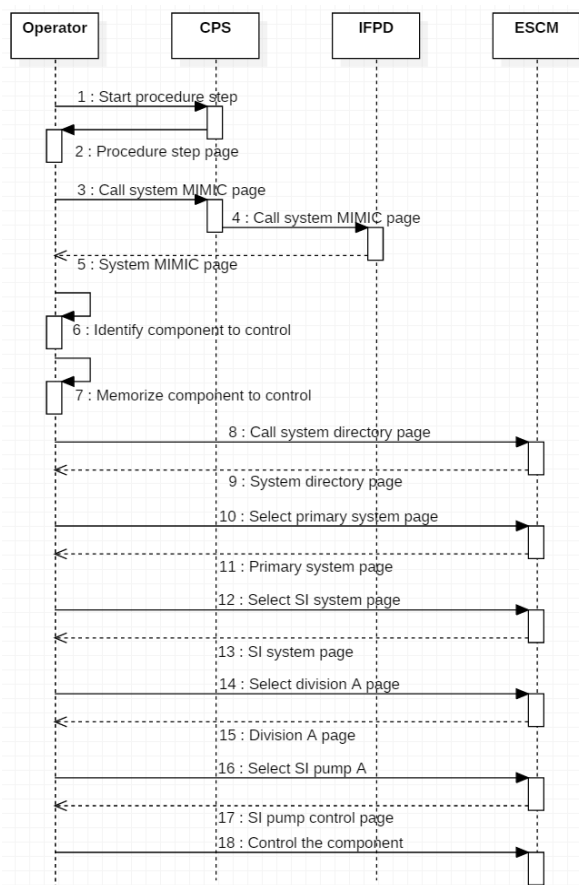 Operator CPS IFPD ESCM
1 : Start procedure step
2 : Procedure step page
3 : Call system MIMIC page
4 : Call system MIMIC page
5 : System MIMIC page
6 : Identify component to control
7 : Memorize component to control
8 : Call system directory page
9 : System directory page
10 : Select primary system page
11 : Primary system page
12 : Select SI system page
13 : SI system page
14 : Select division A page
15 : Division A page
16 : Select SI pump A
17 : SI pump control page
18 : Control the component